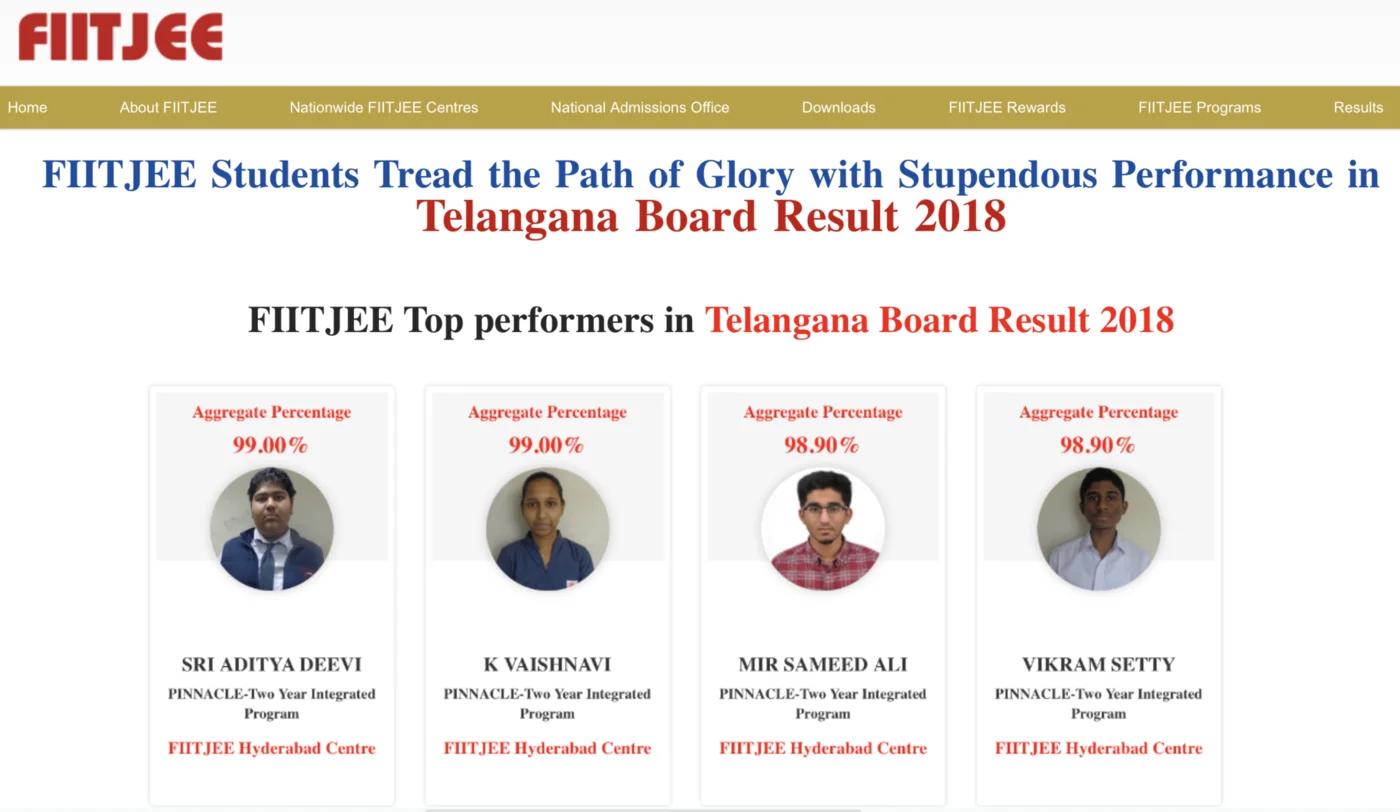 FIITJEE
Home About FIITJEE Nationwide FIITJEE Centres National Admissions Office Downloads FIITJEE Rewards FIITJEE Programs Results
FIITJEE Students Tread the Path of Glory with Stupendous Performance in
Telangana Board Result 2018
FIITJEE Top performers in Telangana Board Result 2018
Aggregate Percentage
99.00%
SRI ADITYA DEEVI
PINNACLE-Two Year Integrated
Program
FIITJEE Hyderabad Centre
Aggregate Percentage
99.00%
K VAISHNAVI
PINNACLE-Two Year Integrated
Program
FIITJEE Hyderabad Centre
Aggregate Percentage
98.90%
MIR SAMEED ALI
PINNACLE-Two Year Integrated
Program
FIITJEE Hyderabad Centre
Aggregate Percentage
98.90%
VIKRAM SETTY
PINNACLE-Two Year Integrated
Program
FIITJEE Hyderabad Centre